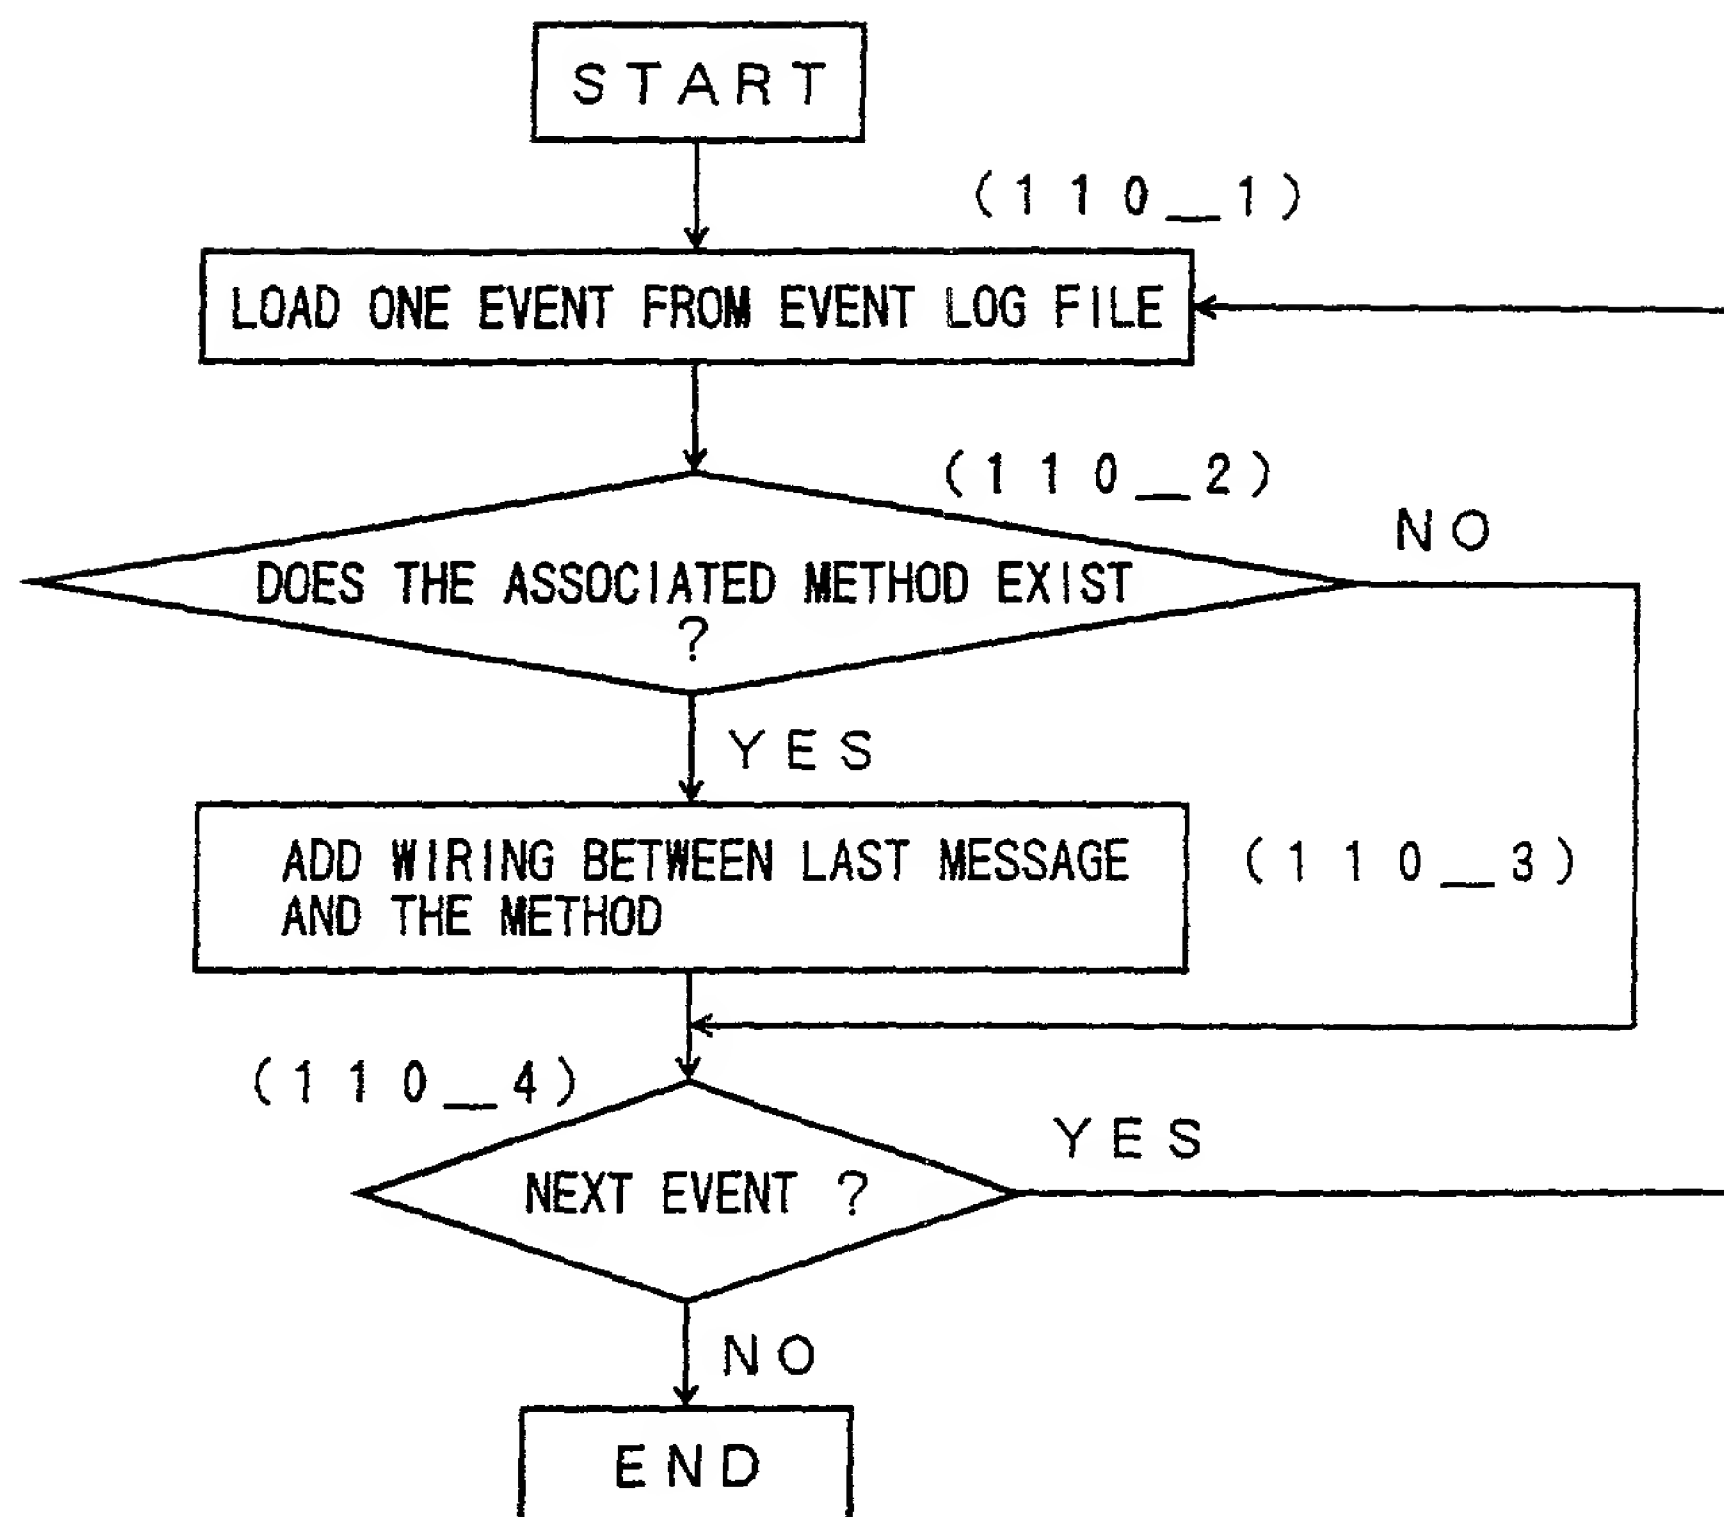 START
(110_1)
LOAD ONE EVENT FROM EVENT LOG FILE
(110_2)
NO
DOES THE ASSOCIATED METHOD EXIST
?
YES
ADD WIRING BETWEEN LAST MESSAGE
AND THE METHOD
(110_3)
(110_4)
YES
NEXT EVENT ?
NO
END